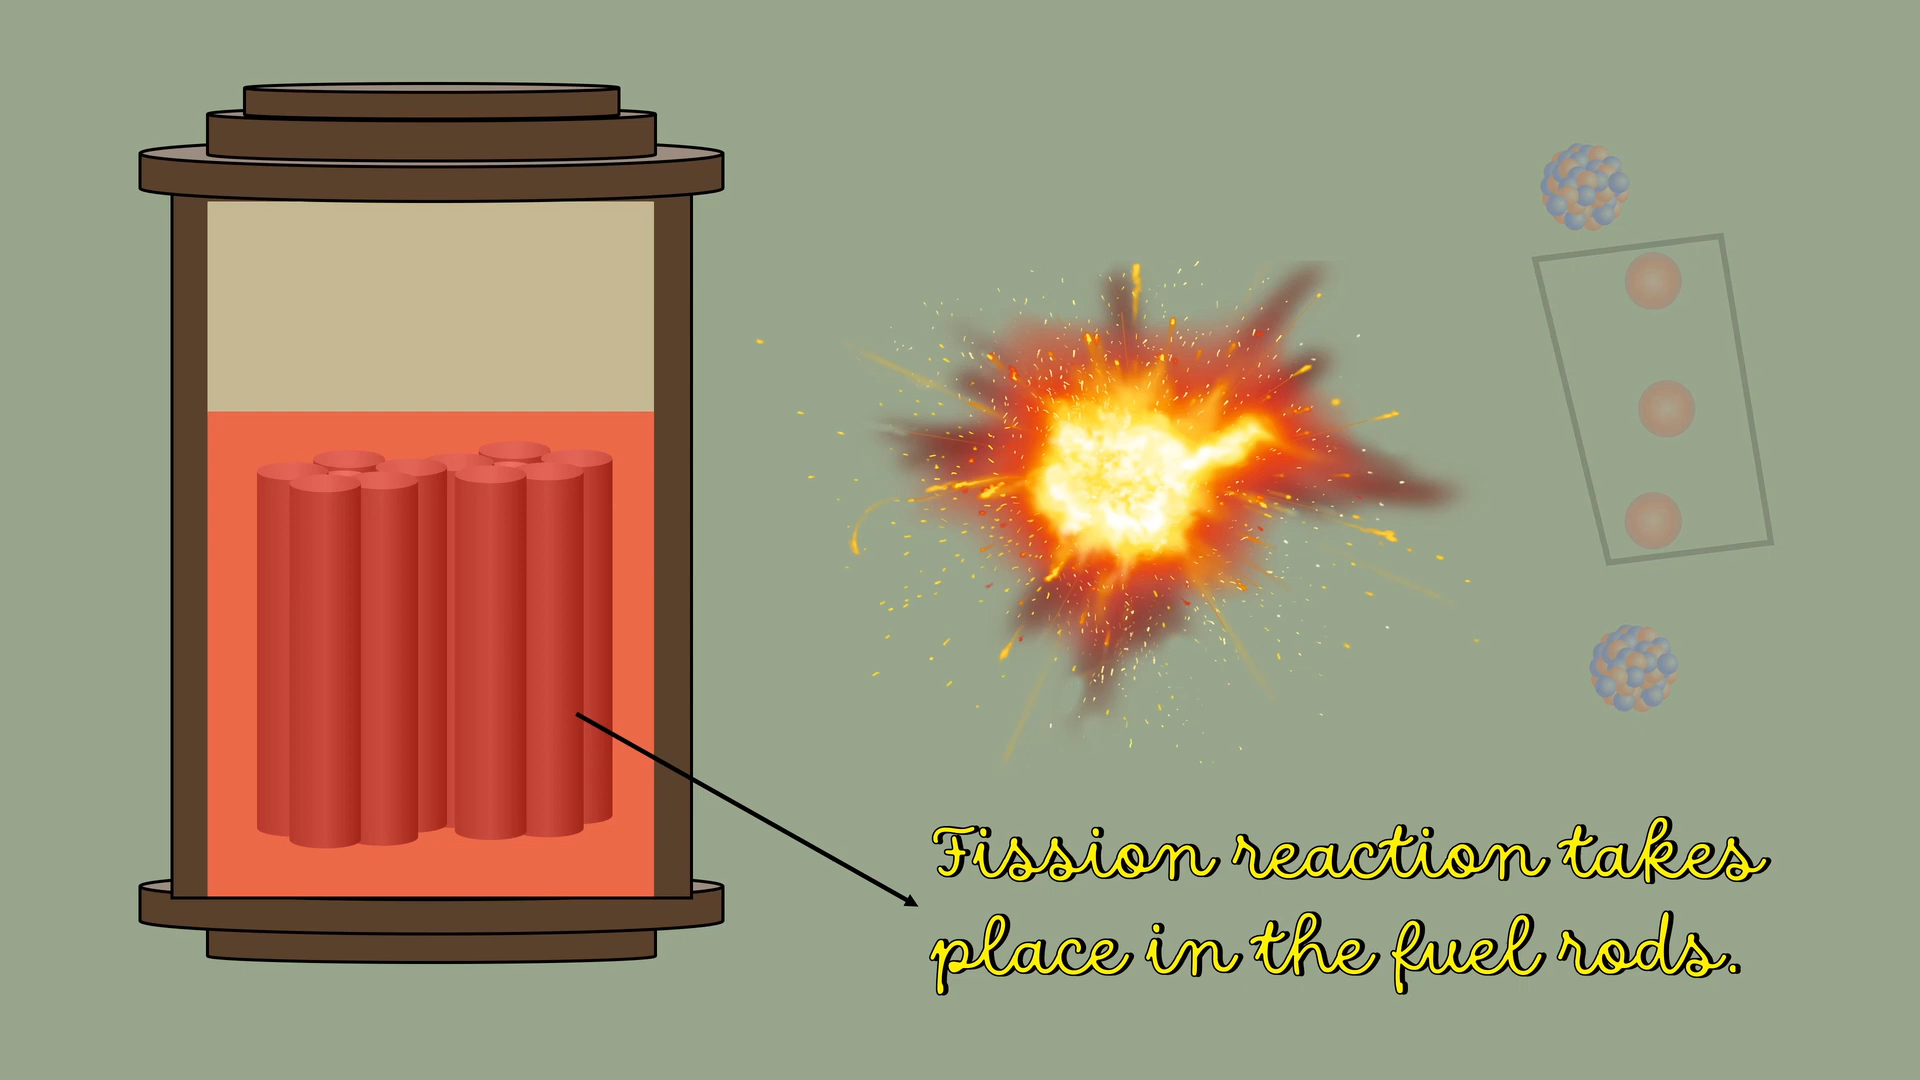 Fission reaction takes
place in the fuel rods.